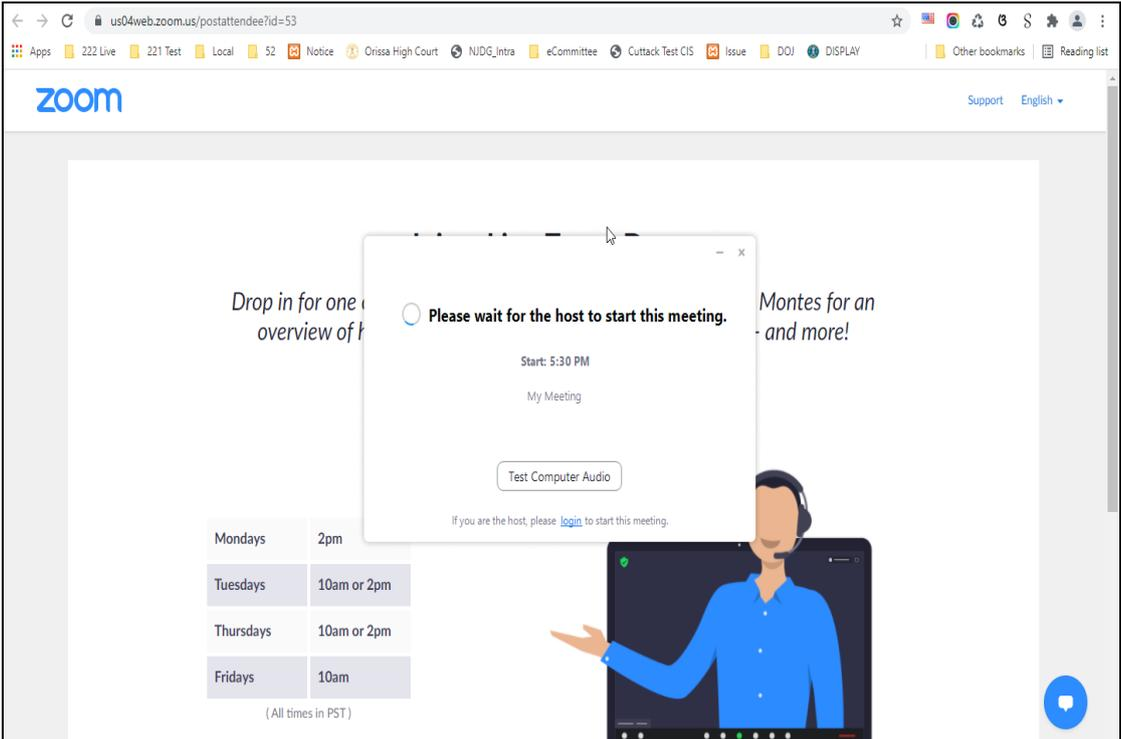 us04web.zoom.us/postattendee?id=53
Apps 222 Live 221 Test Local 52 Notice Orissa High Court NJDG_Intra eCommittee Cuttack Test CIS Issue DOJ DISPLAY Other bookmarks Reading list
zoom Support English
Drop in for one Montes for an
overview of - and more!
Please wait for the host to start this meeting.
Start: 5:30 PM
My Meeting
Test Computer Audio
If you are the host, please login to start this meeting.
Mondays 2pm
Tuesdays 10am or 2pm
Thursdays 10am or 2pm
Fridays 10am
( All times in PST )